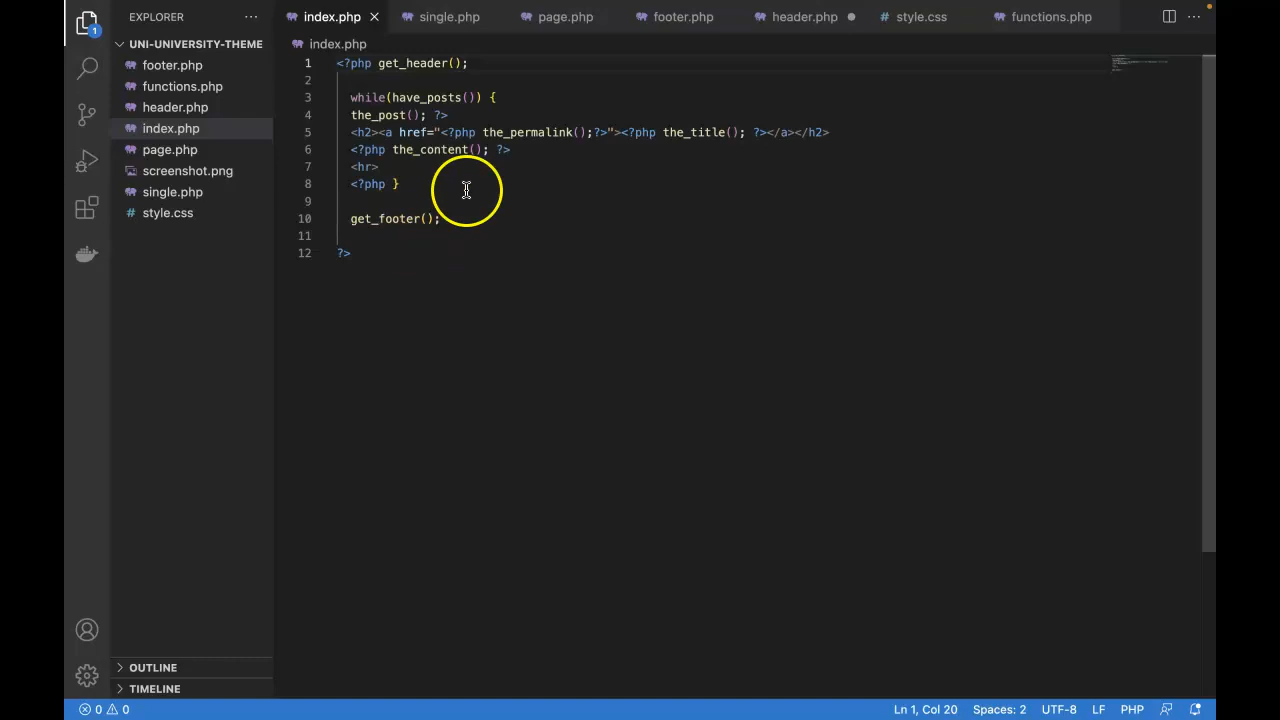 EXPLORER
1
UNI-UNIVERSITY-THEME
footer.php
functions.php
header.php
index.php
page.php
screenshot.png
single.php
# style.css
OUTLINE
TIMELINE
index.php
single.php
page.php
footer.php
header.php
# style.css
functions.php
index.php
1 <?php get_header();
2
3 while(have_posts()) {
4 the_post(); ?>
5 <h2><a href="<?php the_permalink();?>"><?php the_title(); ?></a></h2>
6 <?php the_content(); ?>
7 <hr>
8 <?php }
9
10 get_footer();
11
12 ?>
0 0 Ln 1, Col 20 Spaces: 2 UTF-8 LF PHP